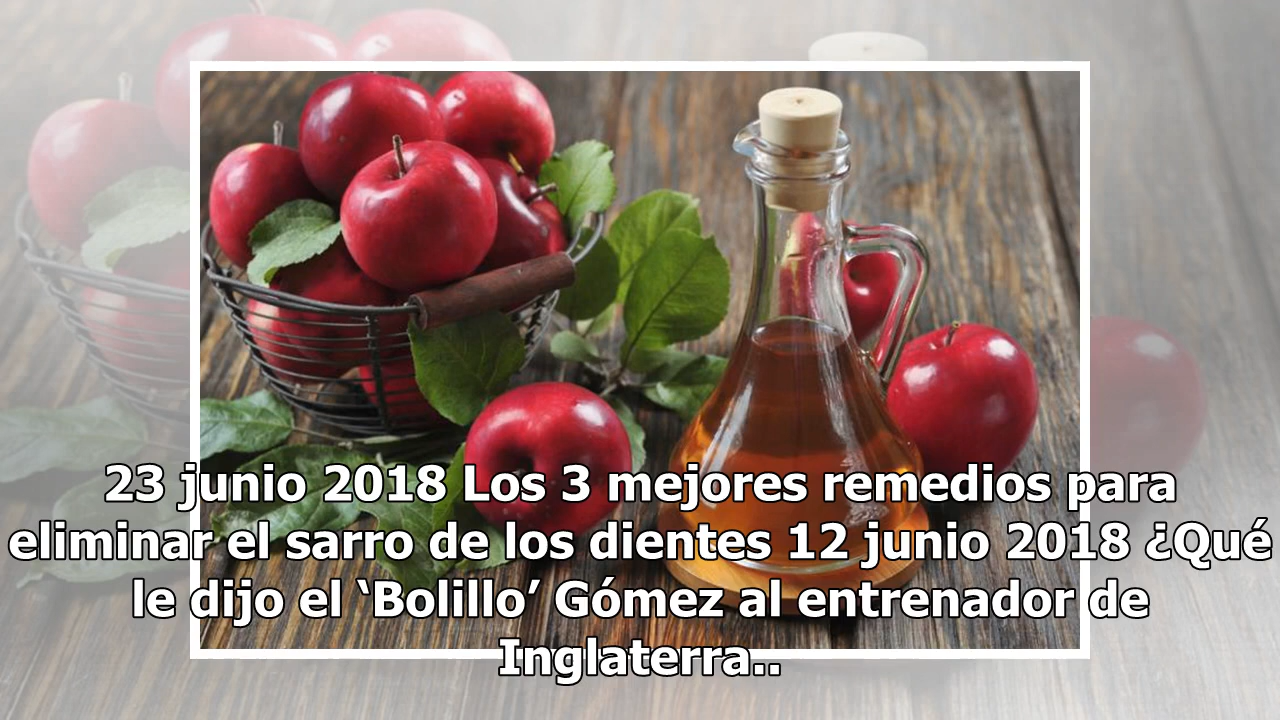 23 junio 2018 Los 3 mejores remedios para
eliminar el sarro de los dientes 12 junio 2018 ¿Qué
le dijo el ‘Bolillo’ Gómez al entrenador de
Inglaterra..